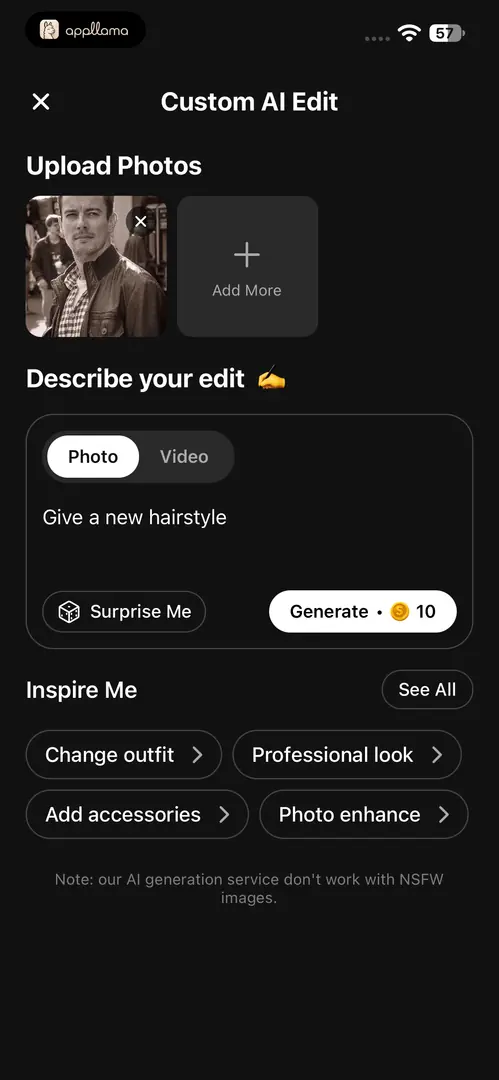 appllama
57
Custom AI Edit
Upload Photos
Add More
Describe your edit ✍️
Photo
Video
Give a new hairstyle
Surprise Me
Generate • S 10
Inspire Me
See All
Change outfit
Professional look
Add accessories
Photo enhance
Note: our AI generation service don't work with NSFW
images.